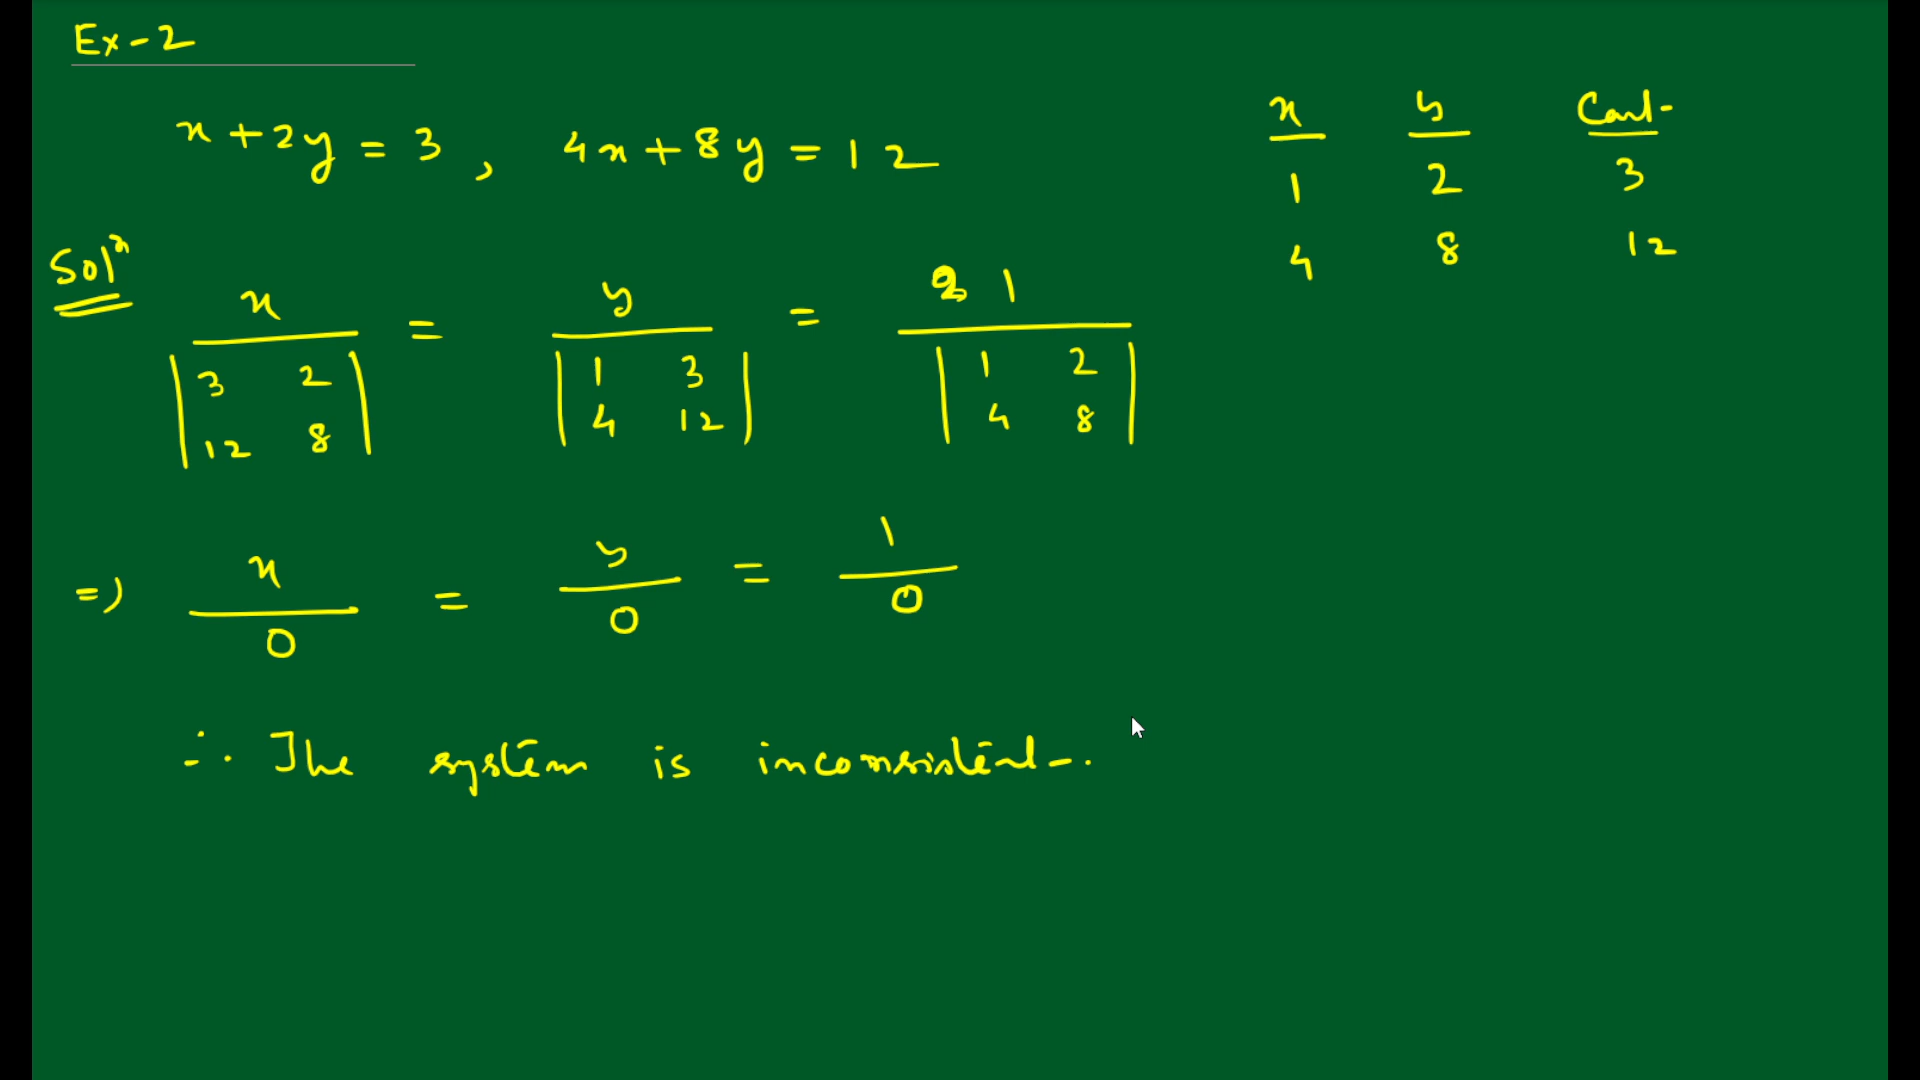 Ex-2
x + 2y = 3 , 4x + 8y = 12
x y Cont-
1 2 3
4 8 12
Solⁿ
x = y = 1
|3 2| |1 3| |1 2|
|12 8| |4 12| |4 8|
=) x = y = 1
0 0 0
∴ The system is inconsistent.